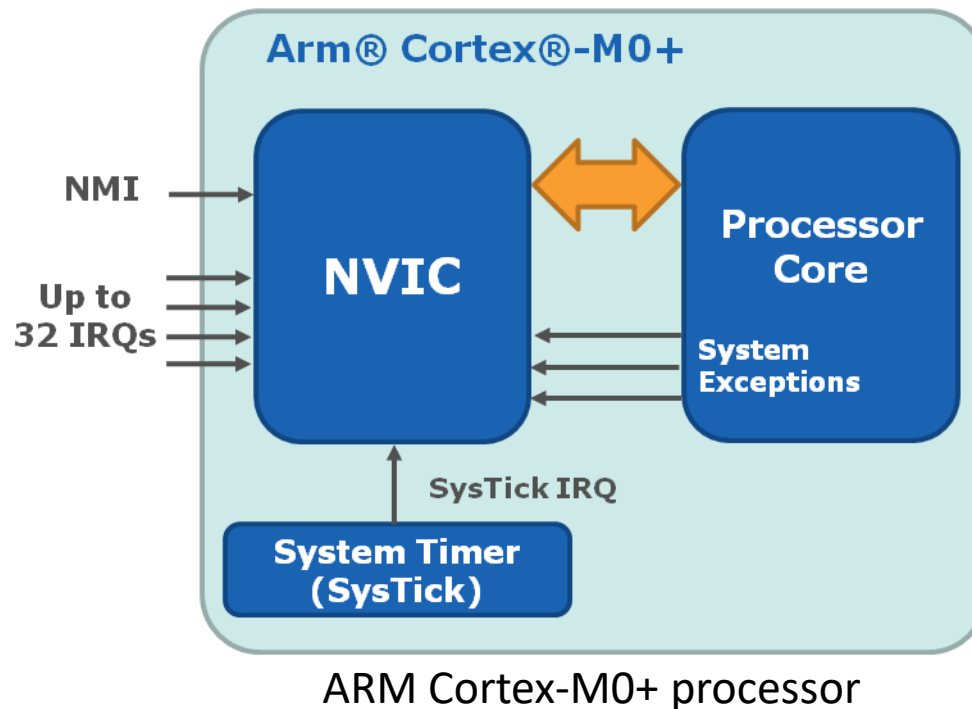 Arm® Cortex®-M0+
NMI
Up to
32 IRQs
NVIC
Processor
Core
System
Exceptions
SysTick IRQ
System Timer
(SysTick)
ARM Cortex-M0+ processor